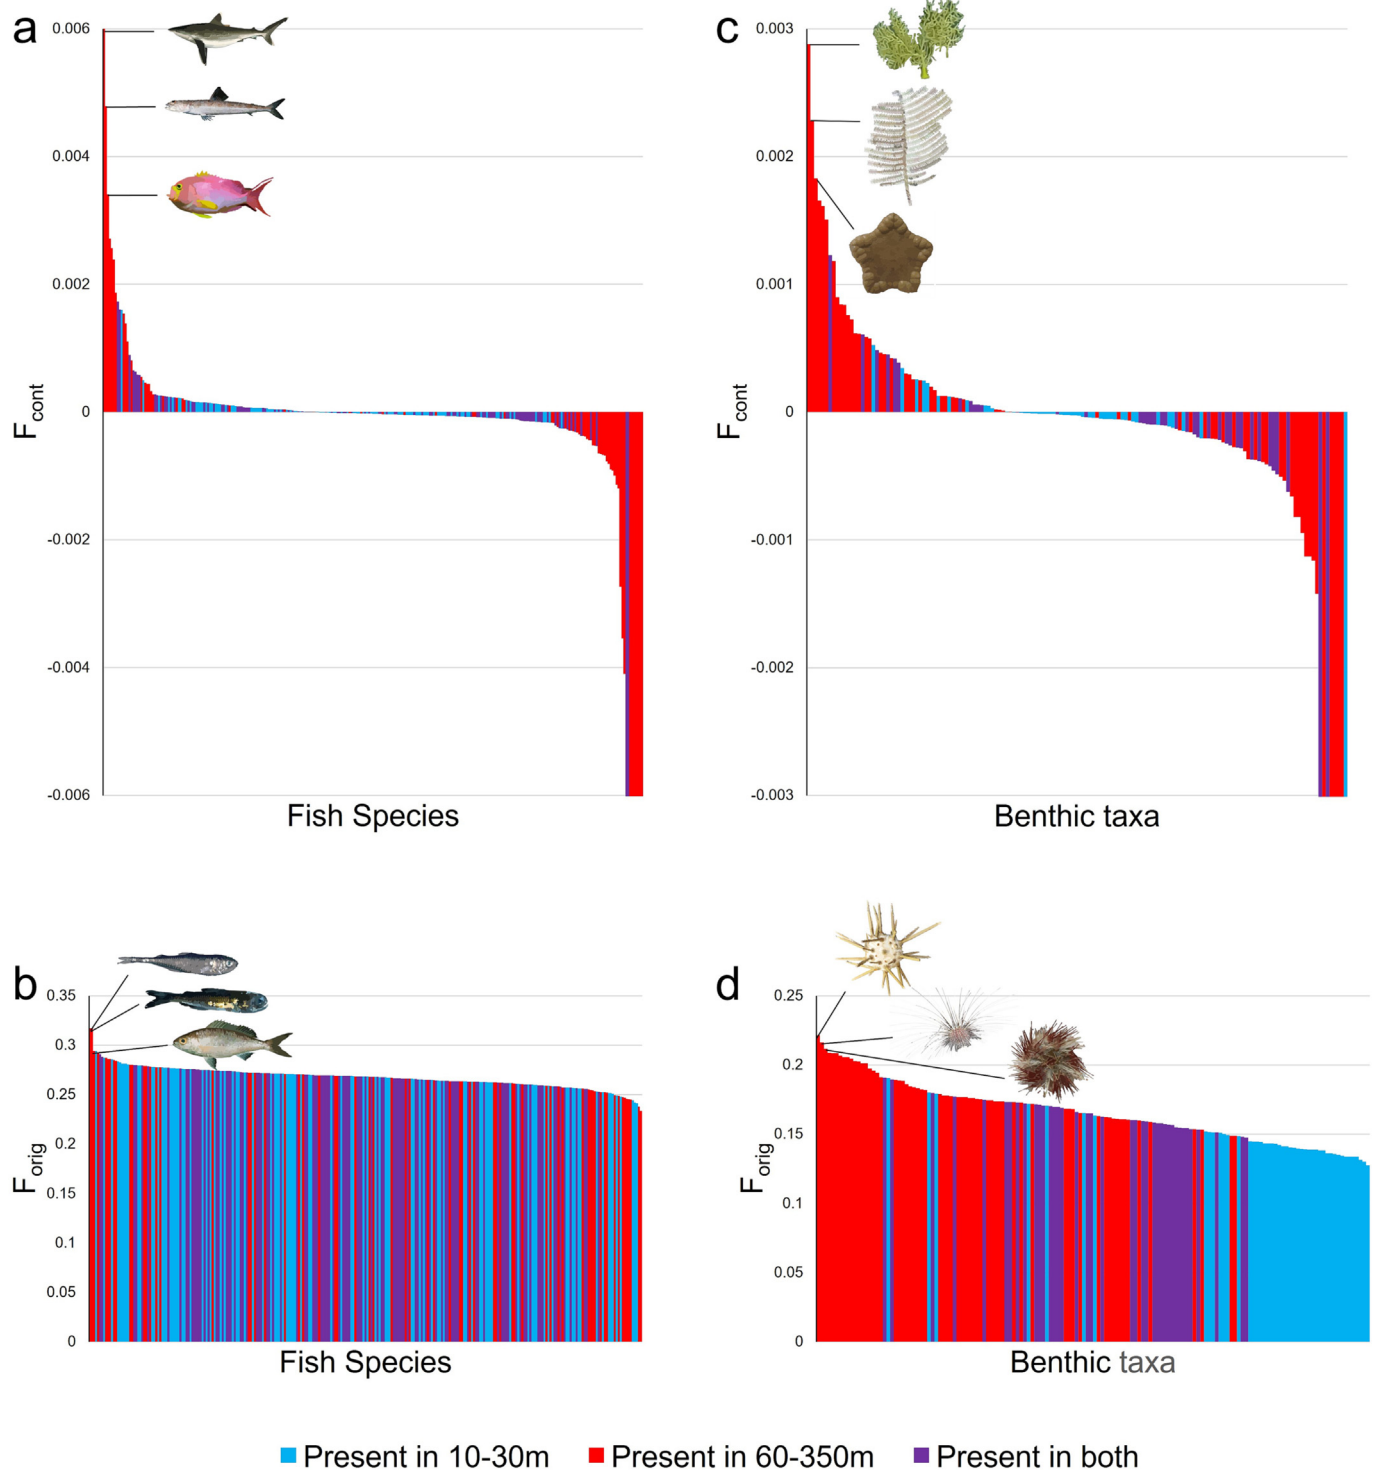 a
0.006
0.004
0.002
0
-0.002
-0.004
-0.006
Fcont
Fish Species
c
0.003
0.002
0.001
0
-0.001
-0.002
-0.003
Fcont
Benthic taxa
b
0.35
0.3
0.25
0.2
0.15
0.1
0.05
0
Forig
Fish Species
d
0.25
0.2
0.15
0.1
0.05
0
Forig
Benthic taxa
Present in 10-30m Present in 60-350m Present in both